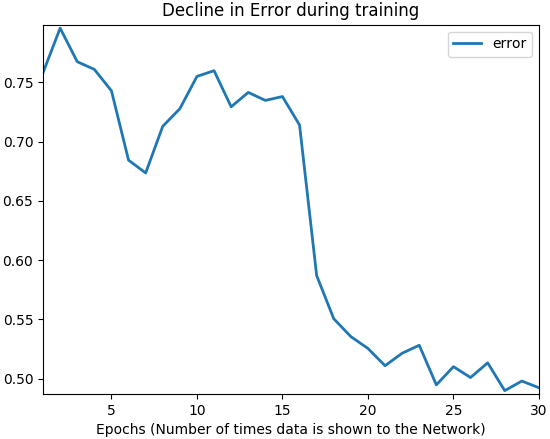 Decline in Error during training
error
0.75
0.70
0.65
0.60
0.55
0.50
5 10 15 20 25 30
Epochs (Number of times data is shown to the Network)